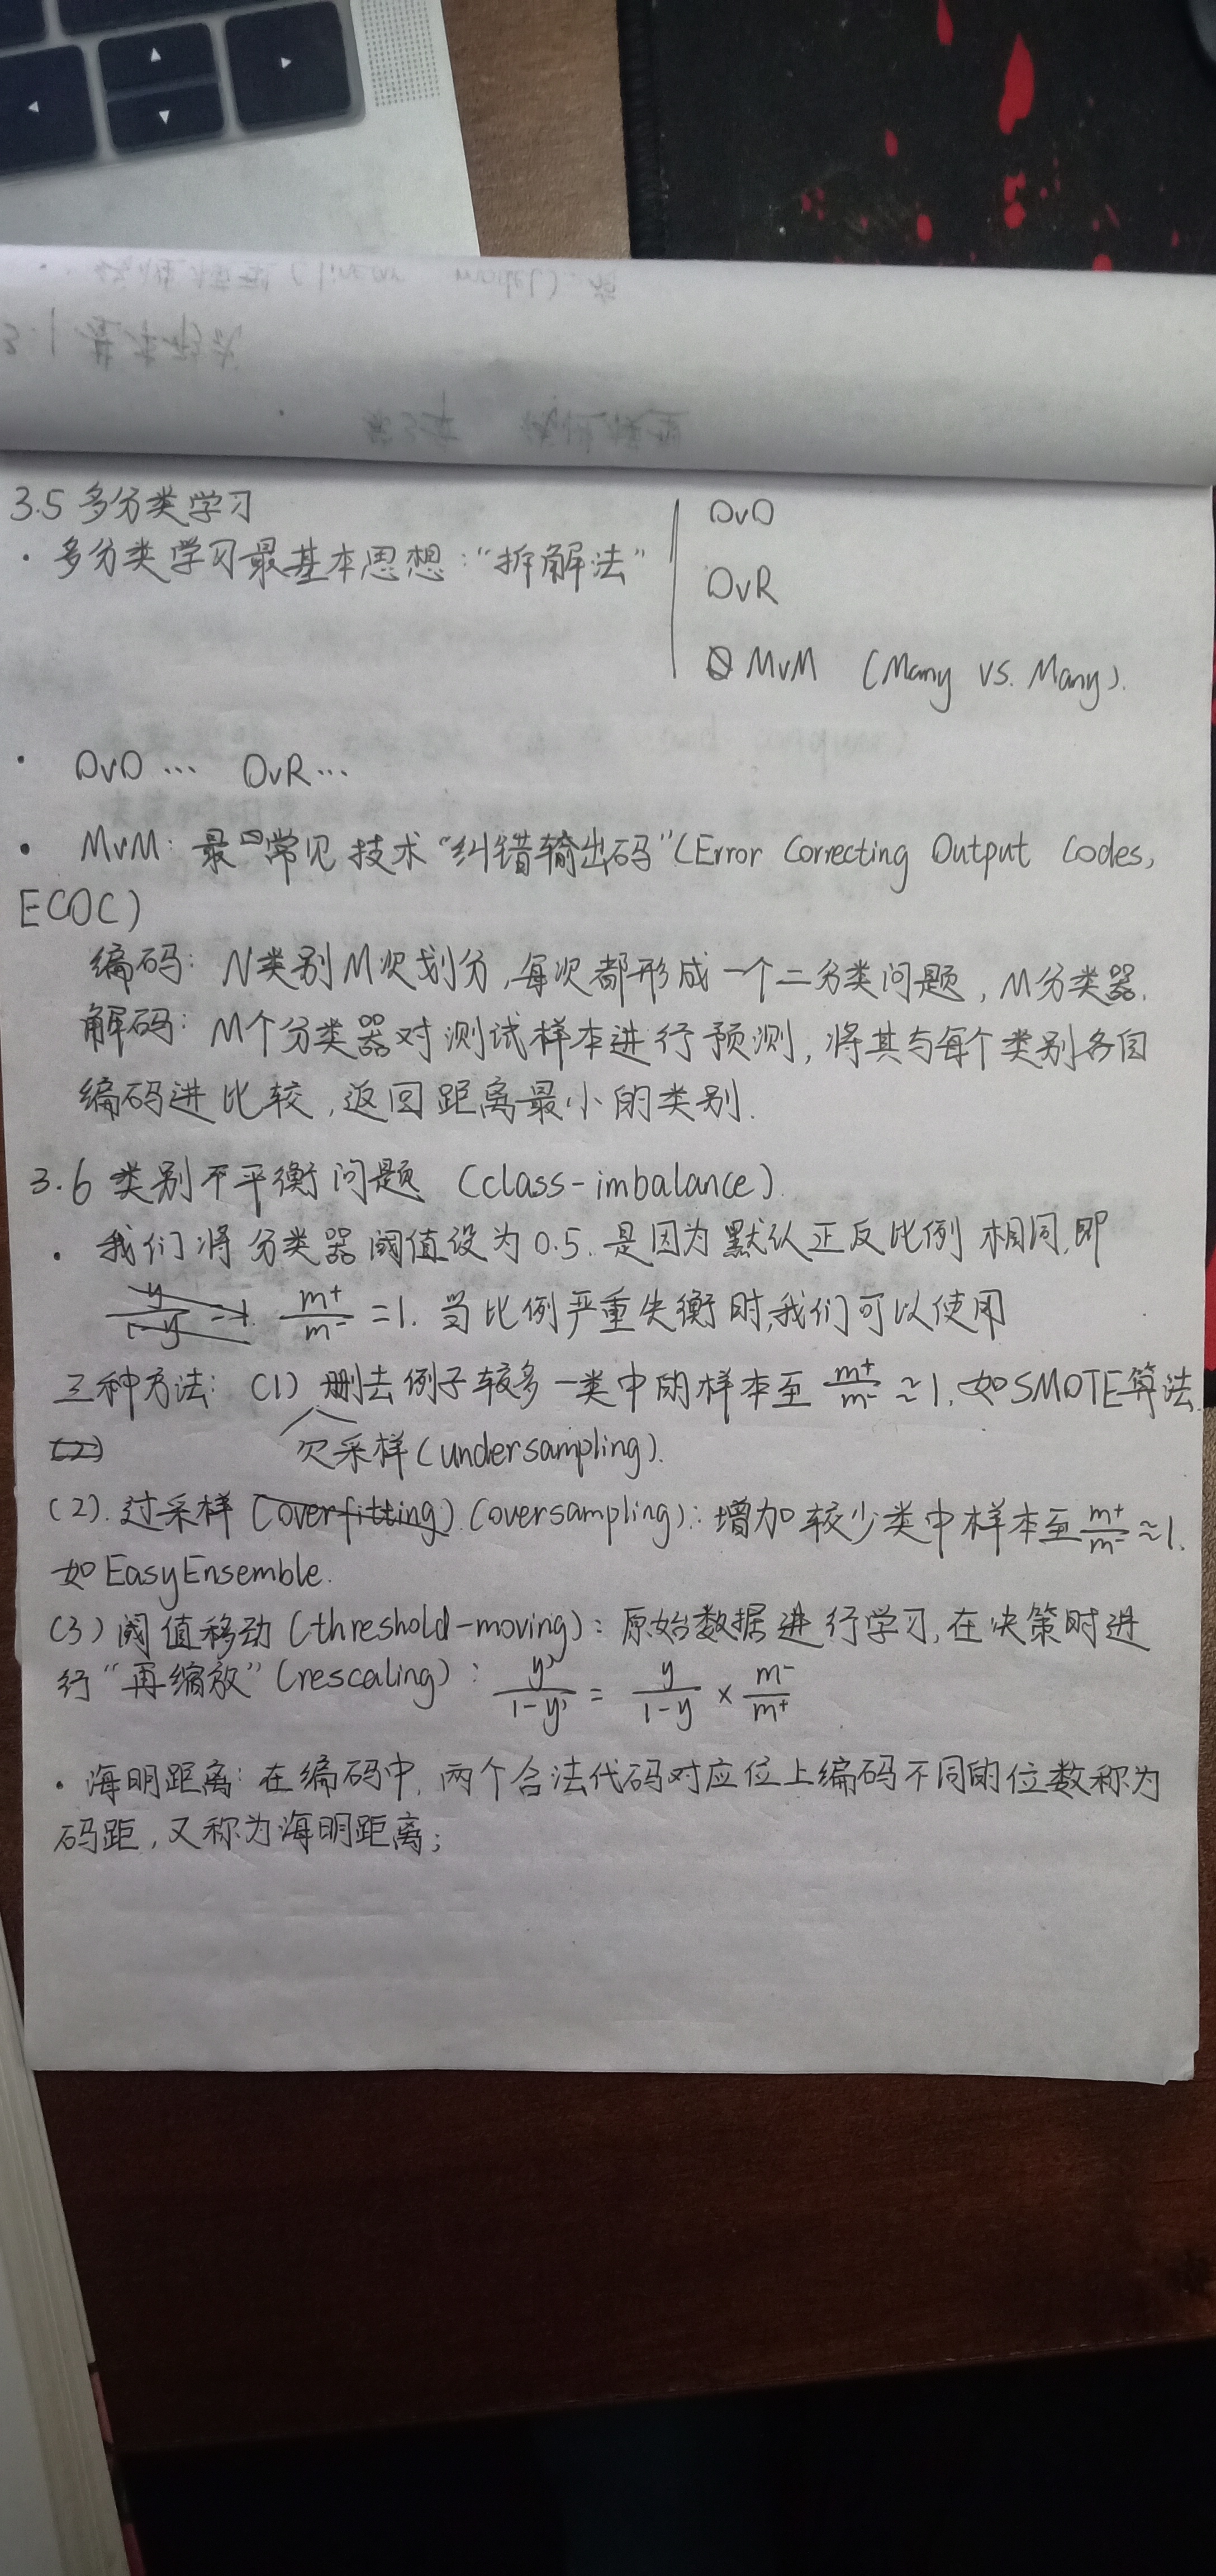 3.5 多分类学习
· 多分类学习最基本思想:“拆解法”
OvO
OvR
MvM (Many vs. Many).
· OvO ... OvR ...
· MvM: 最常见技术“纠错输出码”(Error Correcting Output Codes,
ECOC)
编码: N类别M次划分,每次都形成一个二分类问题, M分类器.
解码: M个分类器对测试样本进行预测,将其与每个类别各自
编码进比较,返回距离最小的类别.
3.6 类别不平衡问题 (class-imbalance).
· 我们将分类器阈值设为0.5.是因为默认正反比例相同,即
m⁺/m⁻ =1. 当比例严重失衡时,我们可以使用
三种方法: (1) 删去例子较多一类中的样本至 m⁺/m⁻ ≈1. 如SMOTE算法.
欠采样(undersampling).
(2). 过采样 (oversampling): 增加较少类中样本至 m⁺/m⁻ ≈1.
如EasyEnsemble.
(3) 阈值移动 (threshold-moving): 原始数据进行学习,在决策时进
行“再缩放”(rescaling): y'/(1-y') = y/(1-y) × m⁻/m⁺
· 海明距离: 在编码中,两个合法代码对应位上编码不同的位数称为
码距,又称为海明距离;